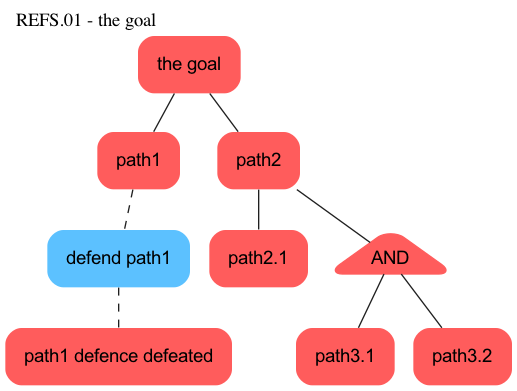 REFS.01 - the goal
the goal
path1
path2
defend path1
path2.1
AND
path1 defence defeated
path3.1
path3.2